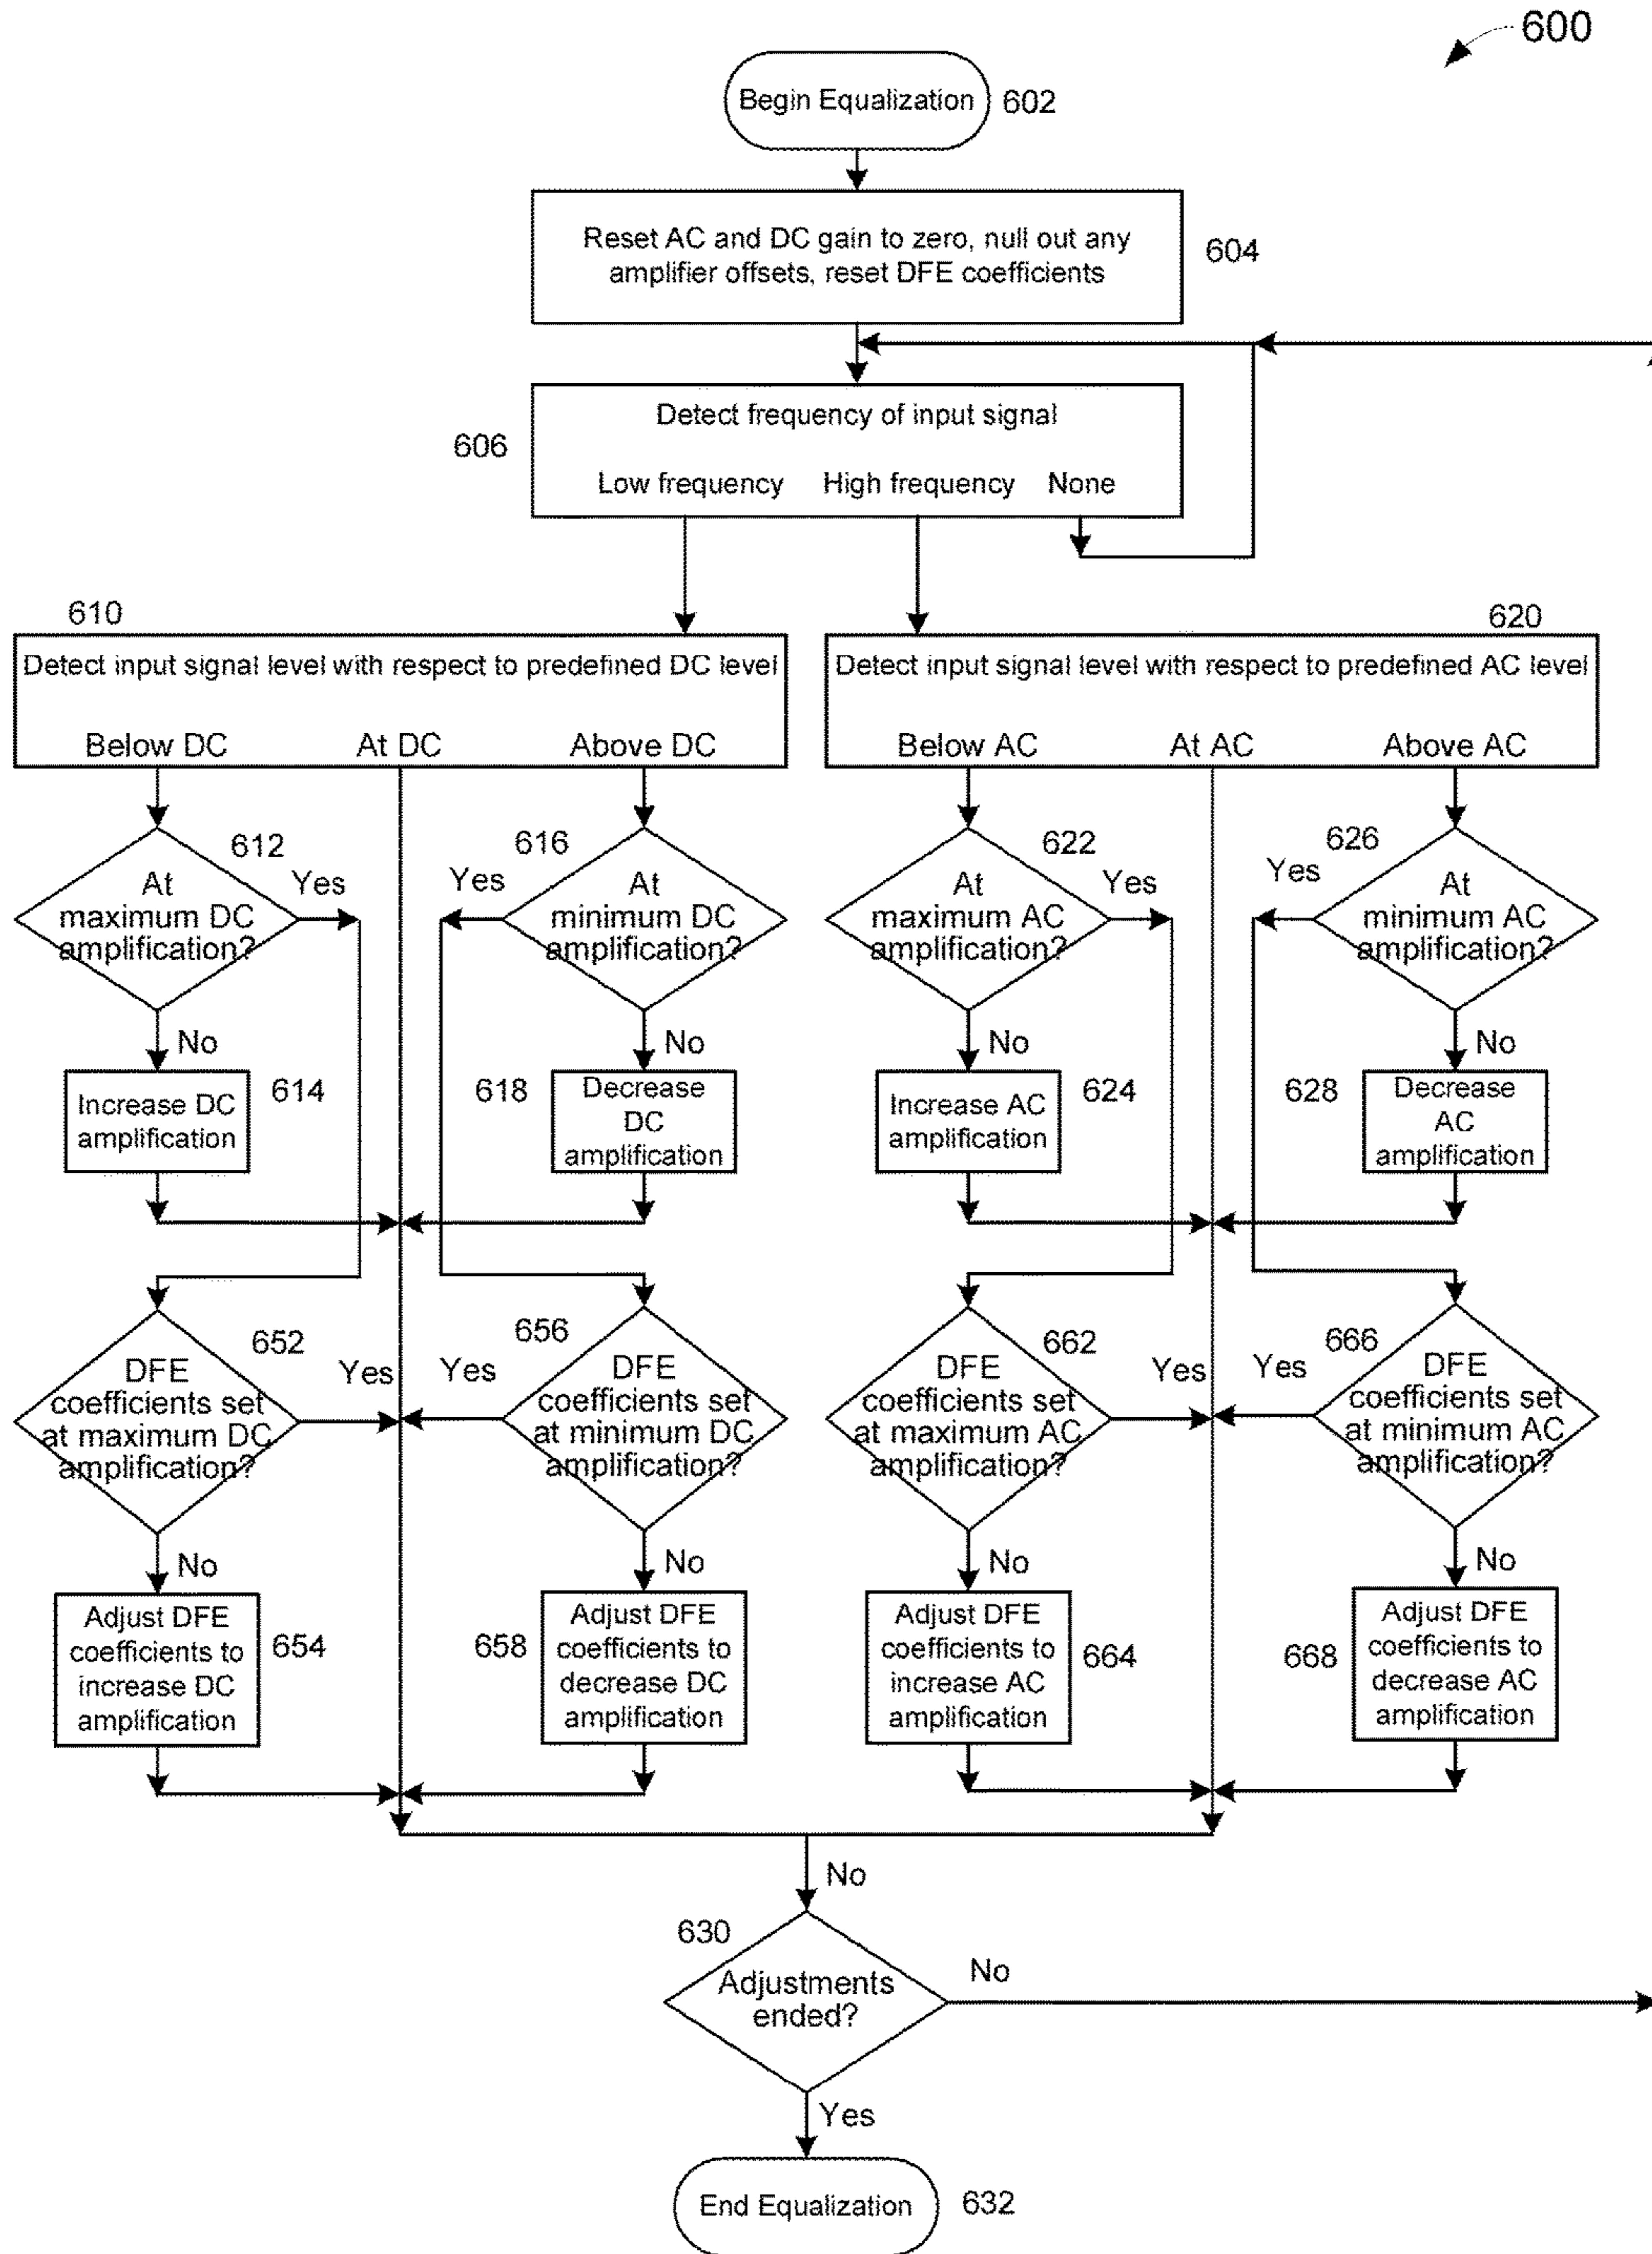 600
Begin Equalization
602
Reset AC and DC gain to zero, null out any
amplifier offsets, reset DFE coefficients
604
Detect frequency of input signal
606
Low frequency
High frequency
None
610
Detect input signal level with respect to predefined DC level
Below DC
At DC
Above DC
620
Detect input signal level with respect to predefined AC level
Below AC
At AC
Above AC
612
At
maximum DC
amplification?
Yes
No
616
At
minimum DC
amplification?
Yes
No
622
At
maximum AC
amplification?
Yes
No
626
At
minimum AC
amplification?
Yes
No
Increase DC
amplification
614
618
Decrease
DC
amplification
Increase AC
amplification
624
628
Decrease
AC
amplification
652
DFE
coefficients set
at maximum DC
amplification?
Yes
No
656
DFE
coefficients set
at minimum DC
amplification?
Yes
No
662
DFE
coefficients set
at maximum AC
amplification?
Yes
No
666
DFE
coefficients set
at minimum AC
amplification?
Yes
No
Adjust DFE
coefficients to
increase DC
amplification
654
658
Adjust DFE
coefficients to
decrease DC
amplification
Adjust DFE
coefficients to
increase AC
amplification
664
668
Adjust DFE
coefficients to
decrease AC
amplification
No
630
Adjustments
ended?
No
Yes
End Equalization
632